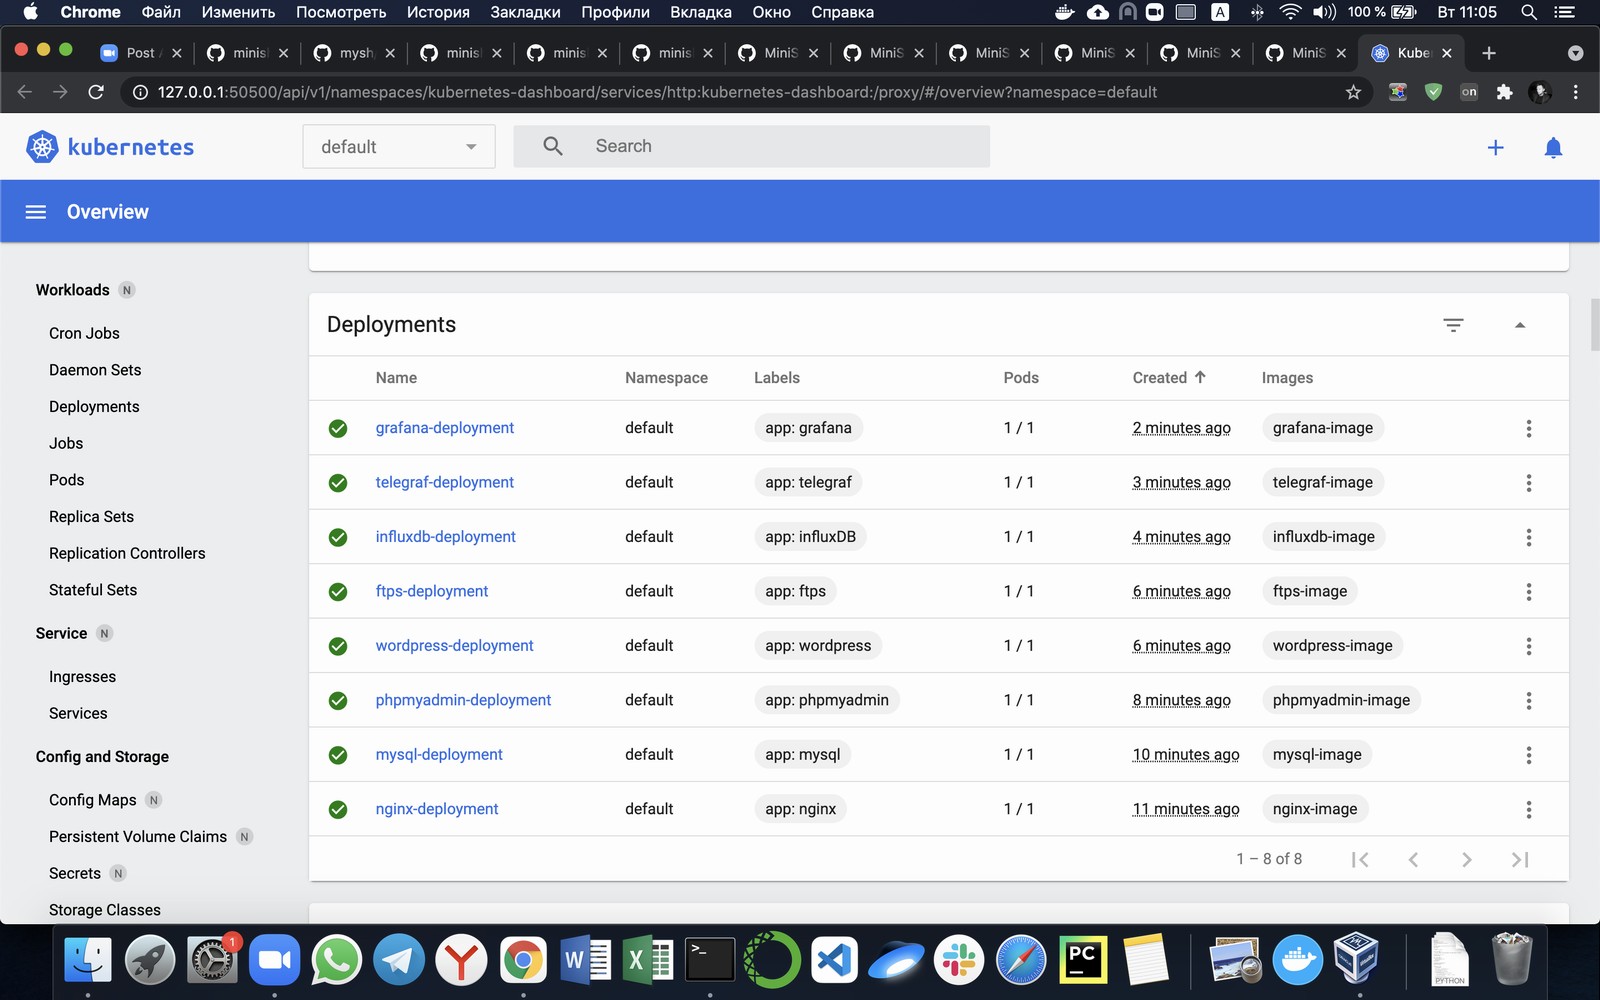 Chrome Файл Изменить Посмотреть История Закладки Профили Вкладка Окно Справка A 100 % Вт 11:05
Post minis mysh minis minis minis MiniS MiniS MiniS MiniS MiniS MiniS Kube
127.0.0.1:50500/api/v1/namespaces/kubernetes-dashboard/services/http:kubernetes-dashboard:/proxy/#/overview?namespace=default on
kubernetes default Search
Overview
Workloads N
Cron Jobs
Daemon Sets
Deployments
Jobs
Pods
Replica Sets
Replication Controllers
Stateful Sets
Service N
Ingresses
Services
Config and Storage
Config Maps N
Persistent Volume Claims N
Secrets N
Storage Classes
Deployments
Name Namespace Labels Pods Created Images
grafana-deployment default app: grafana 1 / 1 2 minutes ago grafana-image
telegraf-deployment default app: telegraf 1 / 1 3 minutes ago telegraf-image
influxdb-deployment default app: influxDB 1 / 1 4 minutes ago influxdb-image
ftps-deployment default app: ftps 1 / 1 6 minutes ago ftps-image
wordpress-deployment default app: wordpress 1 / 1 6 minutes ago wordpress-image
phpmyadmin-deployment default app: phpmyadmin 1 / 1 8 minutes ago phpmyadmin-image
mysql-deployment default app: mysql 1 / 1 10 minutes ago mysql-image
nginx-deployment default app: nginx 1 / 1 11 minutes ago nginx-image
1 – 8 of 8
1
W X >_ PC PYTHON